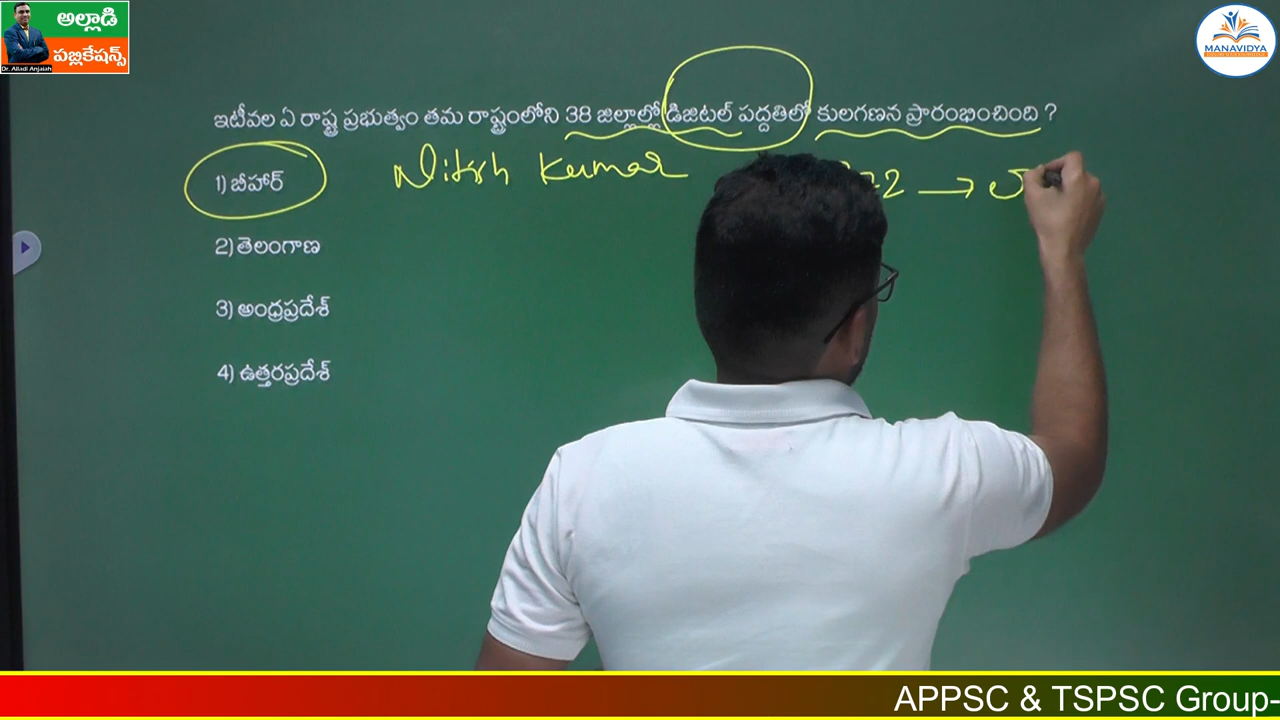 అల్లాడి
పబ్లికేషన్స్
Dr. Alladi Anjaiah
MANAVIDYA
ఇటీవల ఏ రాష్ట్ర ప్రభుత్వం తమ రాష్ట్రంలోని 38 జిల్లాల్లో డిజిటల్ పద్దతిలో కులగణన ప్రారంభించింది ?
1) బీహార్
Nitish Kumar
2) తెలంగాణ
3) అంధ్రప్రదేశ్
4) ఉత్తరప్రదేశ్
APPSC & TSPSC Group-